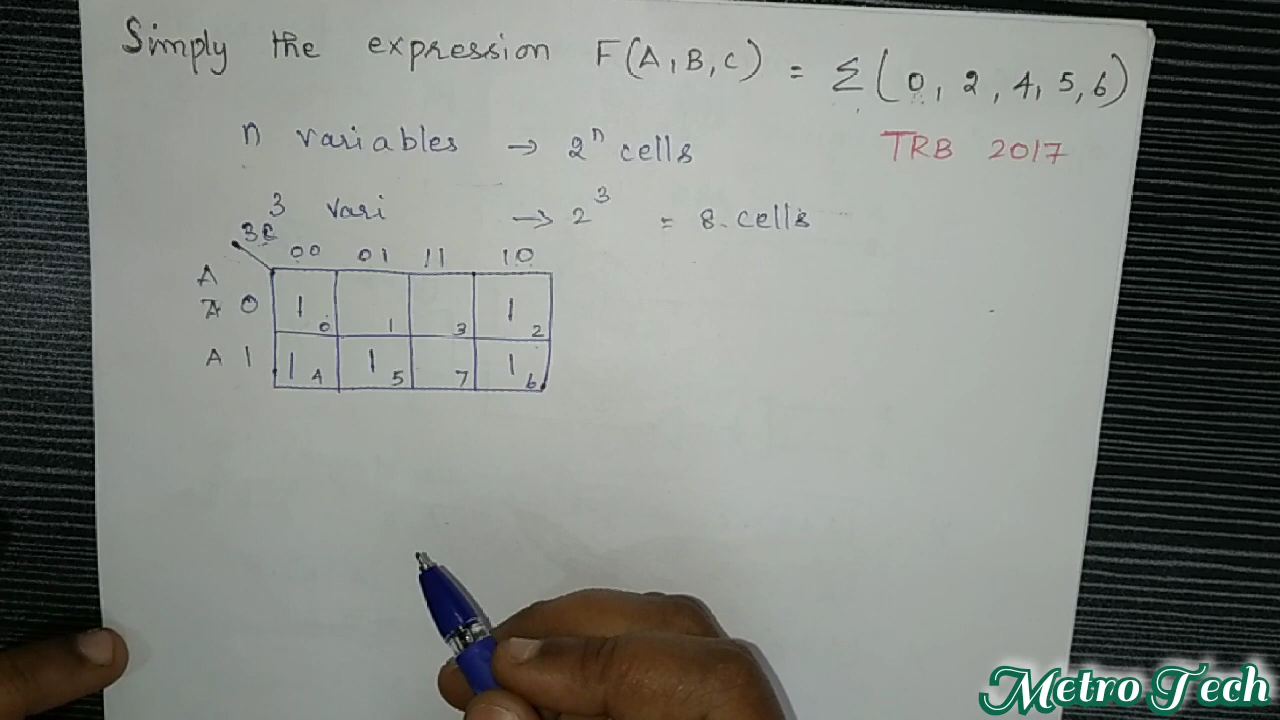 Simply the expression F(A,B,C) = Σ(0, 2, 4, 5, 6)
n variables → 2ⁿ cells
TRB 2017
3 vari → 2³ = 8 cells
00 01 11 10
A
0 1 0 1 3 1 2
A 1 1 4 1 5 7 1 6
Metro Tech